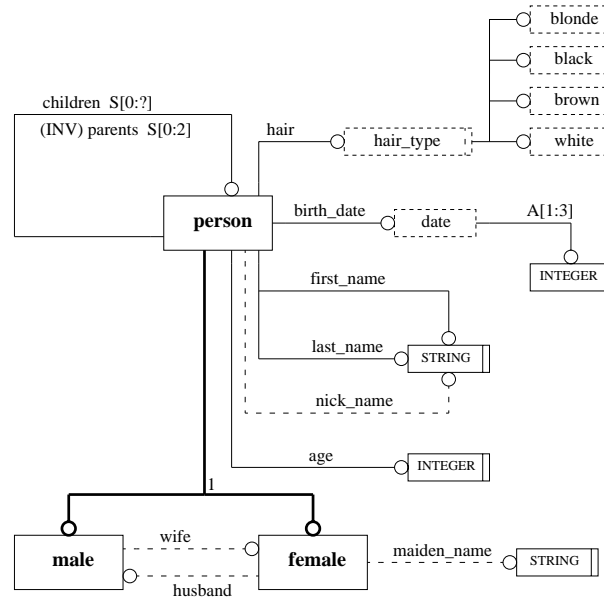 blonde
black
children S[0:?]
brown
(INV) parents S[0:2]
hair
hair_type
white
person
birth_date
date
A[1:3]
INTEGER
first_name
last_name
STRING
nick_name
age
INTEGER
1
wife
male
female
maiden_name
STRING
husband